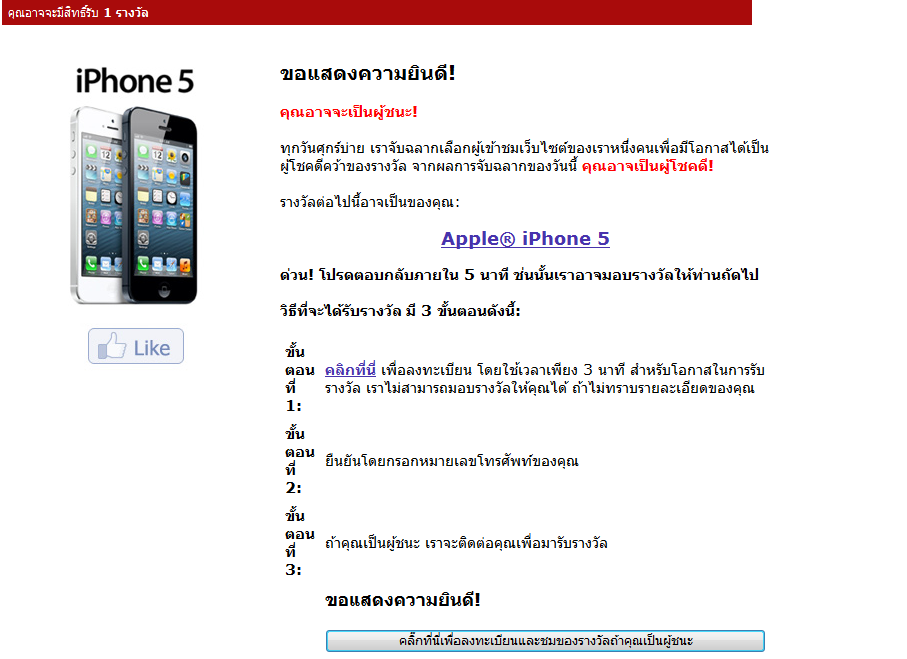 คุณอาจจะมีสิทธิ์รับ 1 รางวัล
iPhone 5
Like
ขอแสดงความยินดี!
คุณอาจจะเป็นผู้ชนะ!
ทุกวันศุกร์บ่าย เราจับฉลากเลือกผู้เข้าชมเว็บไซต์ของเราหนึ่งคนเพื่อมีโอกาสได้เป็น
ผู้โชคดีคว้าของรางวัล จากผลการจับฉลากของวันนี้ คุณอาจเป็นผู้โชคดี!
รางวัลต่อไปนี้อาจเป็นของคุณ:
Apple® iPhone 5
ด่วน! โปรดตอบกลับภายใน 5 นาที ซ่นนั้นเราอาจมอบรางวัลให้ท่านถัดไป
วิธีที่จะได้รับรางวัล มี 3 ขั้นตอนดังนี้:
ขั้น
ตอน
ที่
1:
คลิกที่นี่ เพื่อลงทะเบียน โดยใช้เวลาเพียง 3 นาที สำหรับโอกาสในการรับ
รางวัล เราไม่สามารถมอบรางวัลให้คุณได้ ถ้าไม่ทราบรายละเอียดของคุณ
ขั้น
ตอน
ที่
2:
ยืนยันโดยกรอกหมายเลขโทรศัพท์ของคุณ
ขั้น
ตอน
ที่
3:
ถ้าคุณเป็นผู้ชนะ เราจะติดต่อคุณเพื่อมารับรางวัล
ขอแสดงความยินดี!
คลิ๊กที่นี่เพื่อลงทะเบียนและชมของรางวัลถ้าคุณเป็นผู้ชนะ